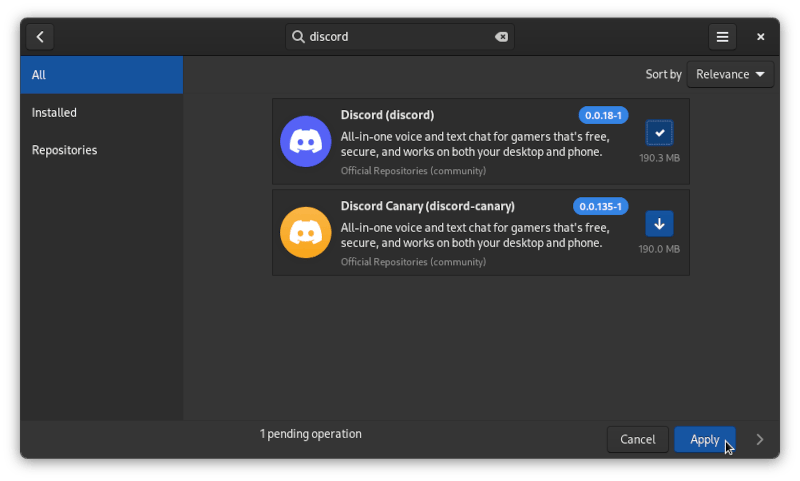 discord
All
Sort by Relevance
Installed
Repositories
Discord (discord) 0.0.18-1
All-in-one voice and text chat for gamers that's free,
secure, and works on both your desktop and phone.
190.3 MB
Official Repositories (community)
Discord Canary (discord-canary) 0.0.135-1
All-in-one voice and text chat for gamers that's free,
secure, and works on both your desktop and phone.
190.0 MB
Official Repositories (community)
1 pending operation
Cancel Apply